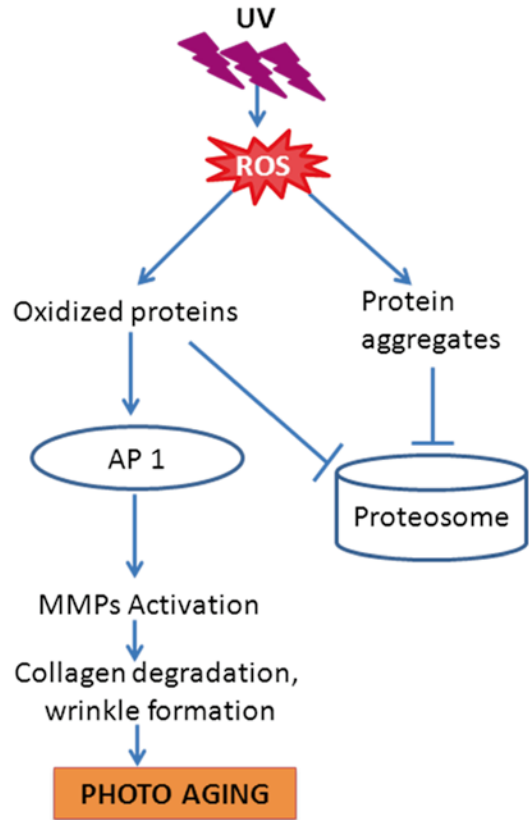 UV
ROS
Oxidized proteins
Protein
aggregates
AP 1
Proteosome
MMPs Activation
Collagen degradation,
wrinkle formation
PHOTO AGING